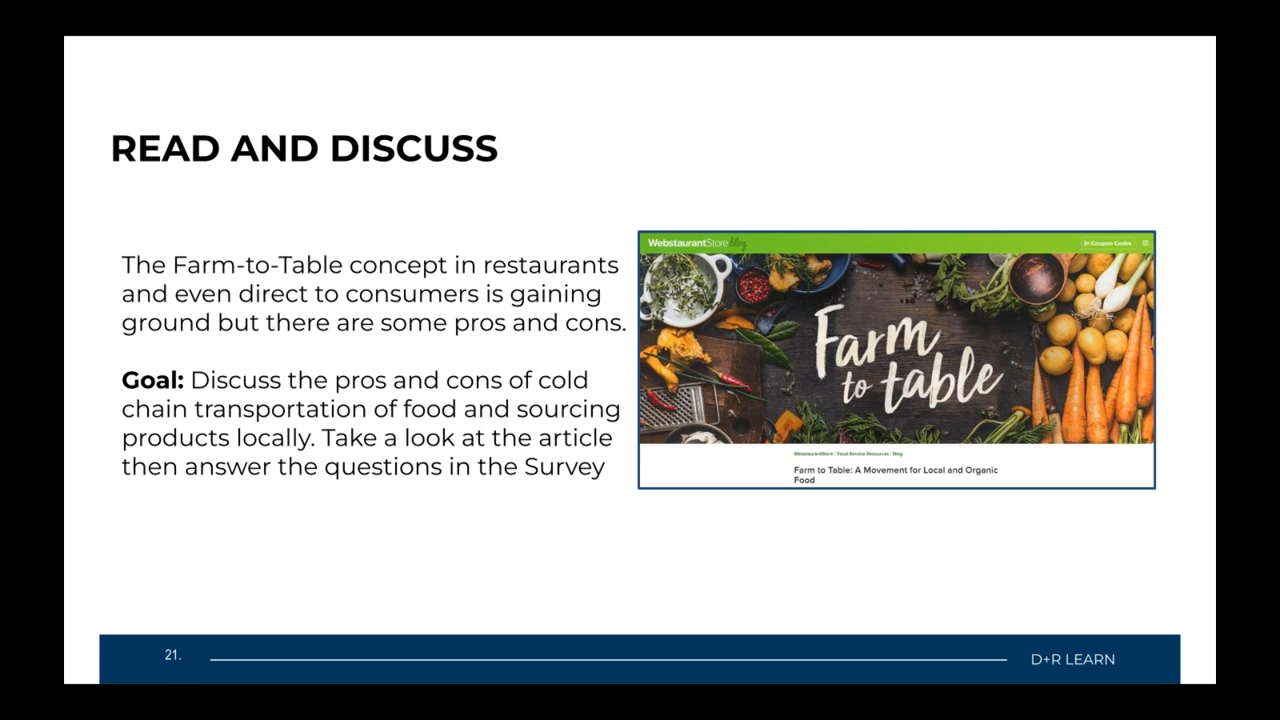 READ AND DISCUSS
The Farm-to-Table concept in restaurants
and even direct to consumers is gaining
ground but there are some pros and cons.
Goal: Discuss the pros and cons of cold
chain transportation of food and sourcing
products locally. Take a look at the article
then answer the questions in the Survey
WebstaurantStore blog
Coupon Codes
Farm
to table
WebstaurantStore / Food Service Resources / Blog
Farm to Table: A Movement for Local and Organic
Food
21.
D+R LEARN